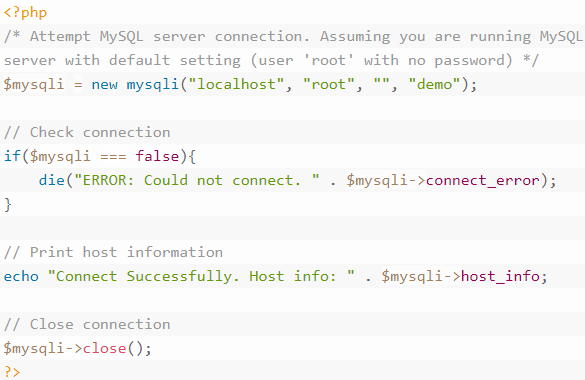 <?php
/* Attempt MySQL server connection. Assuming you are running MySQL
server with default setting (user 'root' with no password) */
$mysqli = new mysqli("localhost", "root", "", "demo");
// Check connection
if($mysqli === false){
    die("ERROR: Could not connect. " . $mysqli->connect_error);
}
// Print host information
echo "Connect Successfully. Host info: " . $mysqli->host_info;
// Close connection
$mysqli->close();
?>